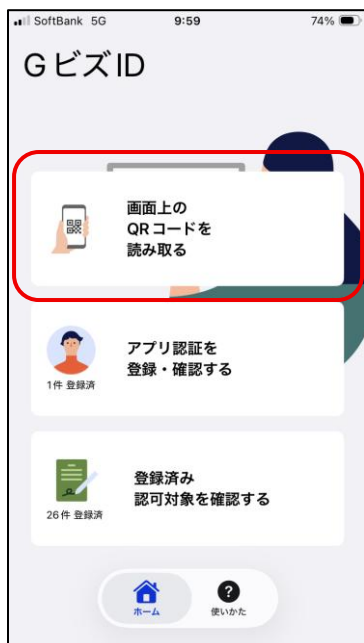 SoftBank 5G 9:59 74%
GビズID
画面上の
QRコードを
読み取る
アプリ認証を
登録・確認する
1件 登録済
登録済み
認可対象を確認する
26件 登録済
ホーム
? 使いかた